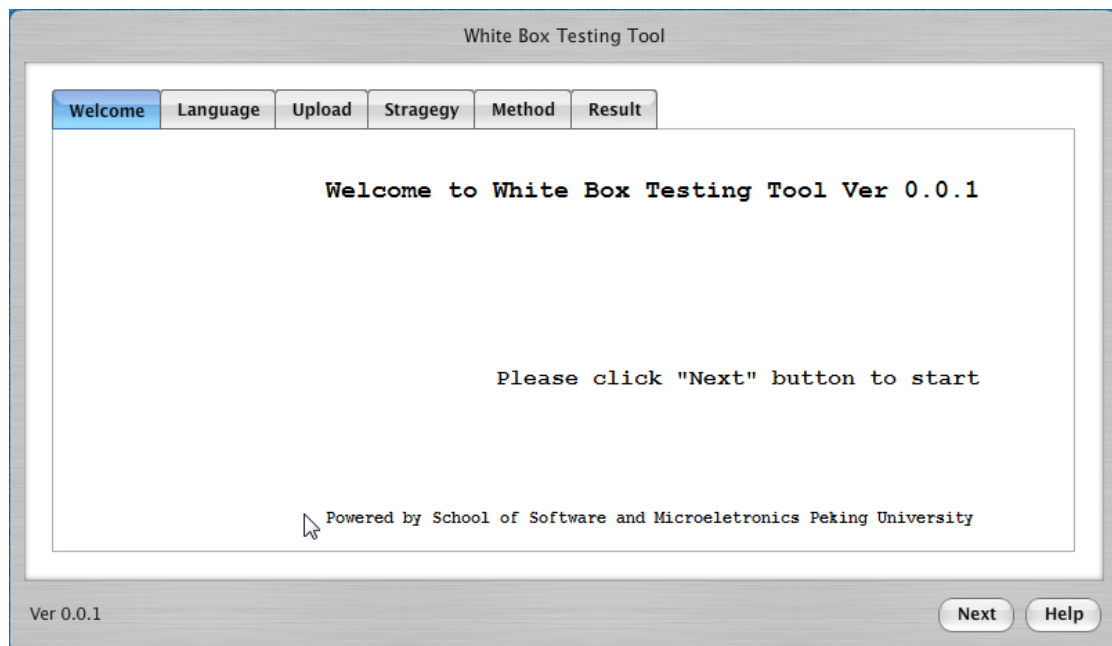 White Box Testing Tool
Welcome Language Upload Stragegy Method Result
Welcome to White Box Testing Tool Ver 0.0.1
Please click "Next" button to start
Powered by School of Software and Microeletronics Peking University
Ver 0.0.1 Next Help